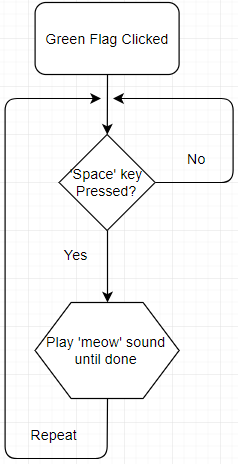 Green Flag Clicked
Space' key
Pressed?
No
Yes
Play 'meow' sound
until done
Repeat